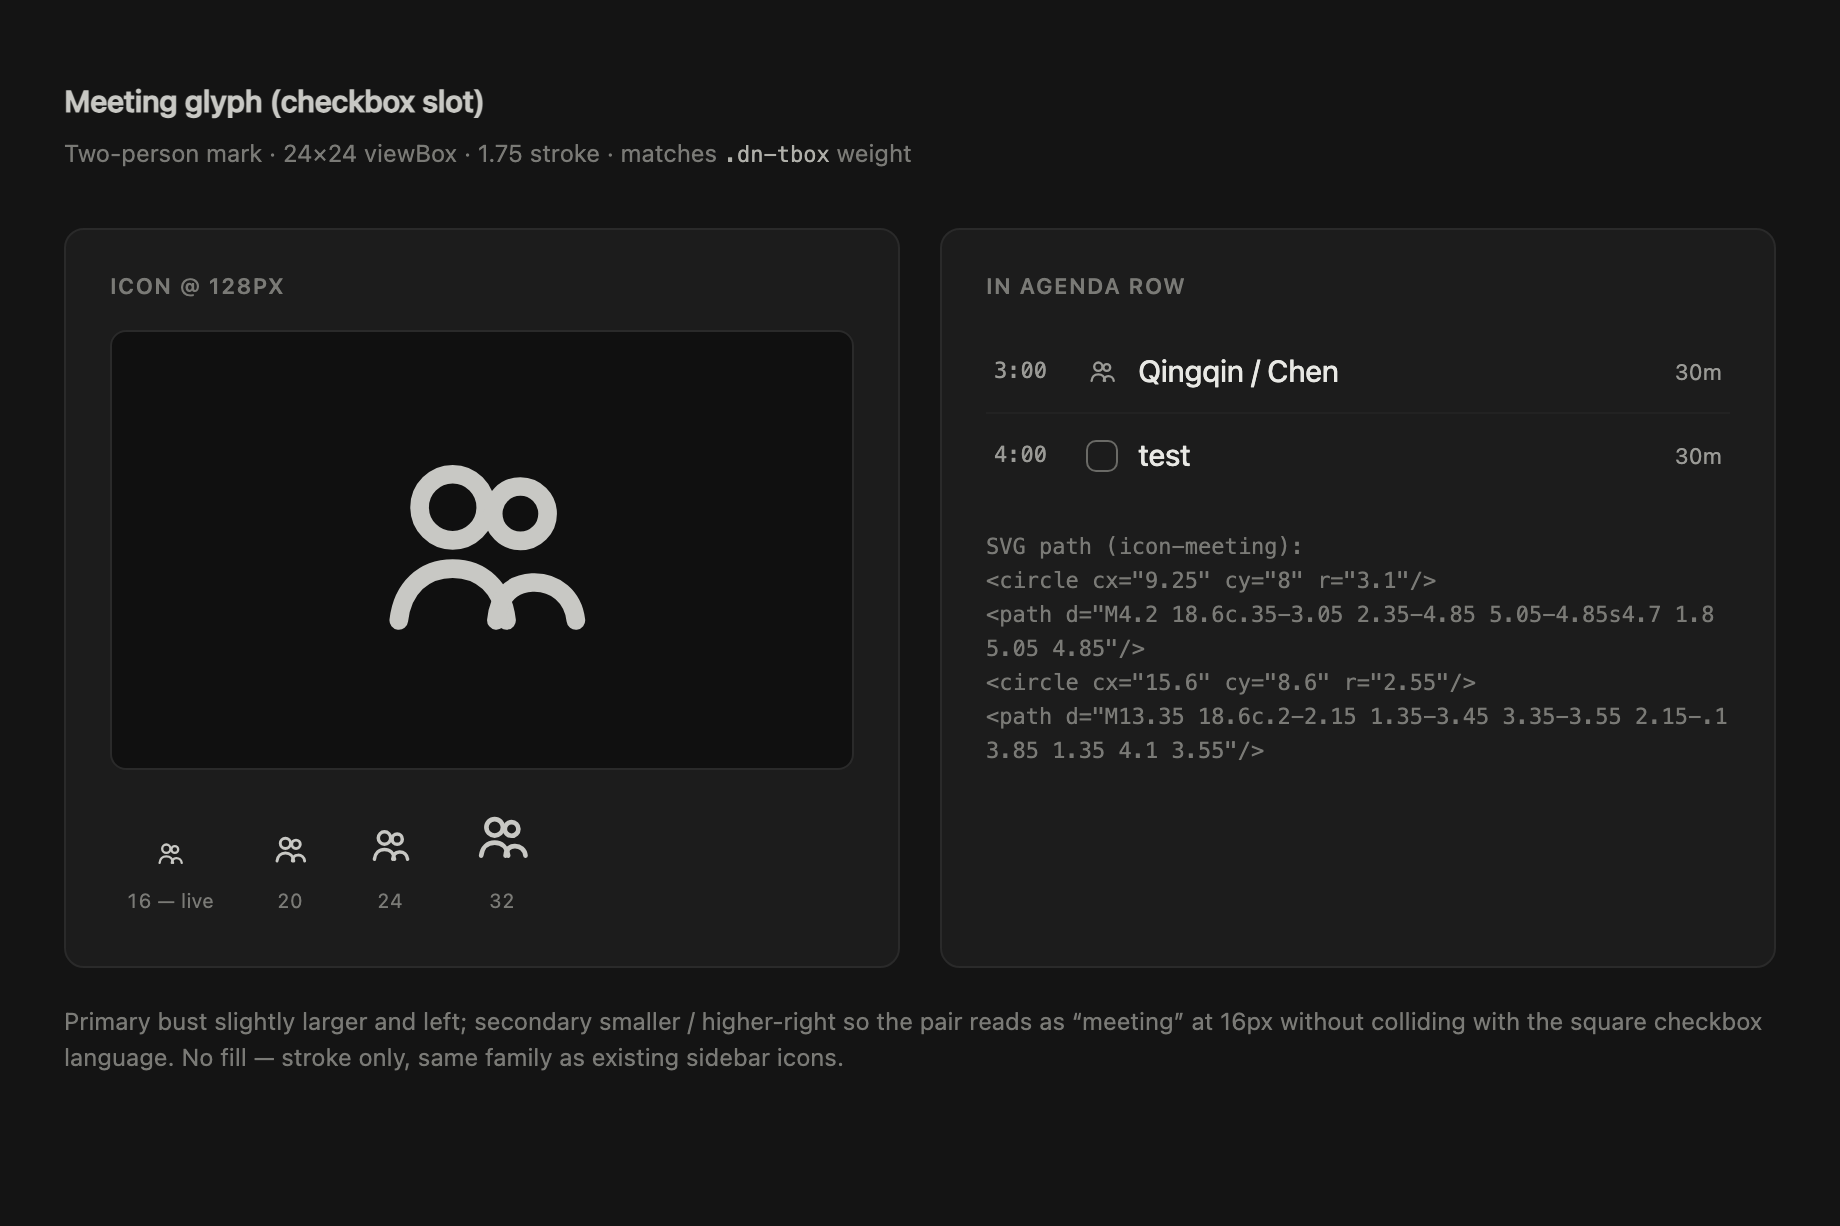 Meeting glyph (checkbox slot)
Two-person mark · 24×24 viewBox · 1.75 stroke · matches .dn-tbox weight
ICON @ 128PX
16 — live
20
24
32
IN AGENDA ROW
3:00 Qingqin / Chen 30m
4:00 test 30m
SVG path (icon-meeting):
<circle cx="9.25" cy="8" r="3.1"/>
<path d="M4.2 18.6c.35-3.05 2.35-4.85 5.05-4.85s4.7 1.8
5.05 4.85"/>
<circle cx="15.6" cy="8.6" r="2.55"/>
<path d="M13.35 18.6c.2-2.15 1.35-3.45 3.35-3.55 2.15-.1
3.85 1.35 4.1 3.55"/>
Primary bust slightly larger and left; secondary smaller / higher-right so the pair reads as “meeting” at 16px without colliding with the square checkbox
language. No fill — stroke only, same family as existing sidebar icons.